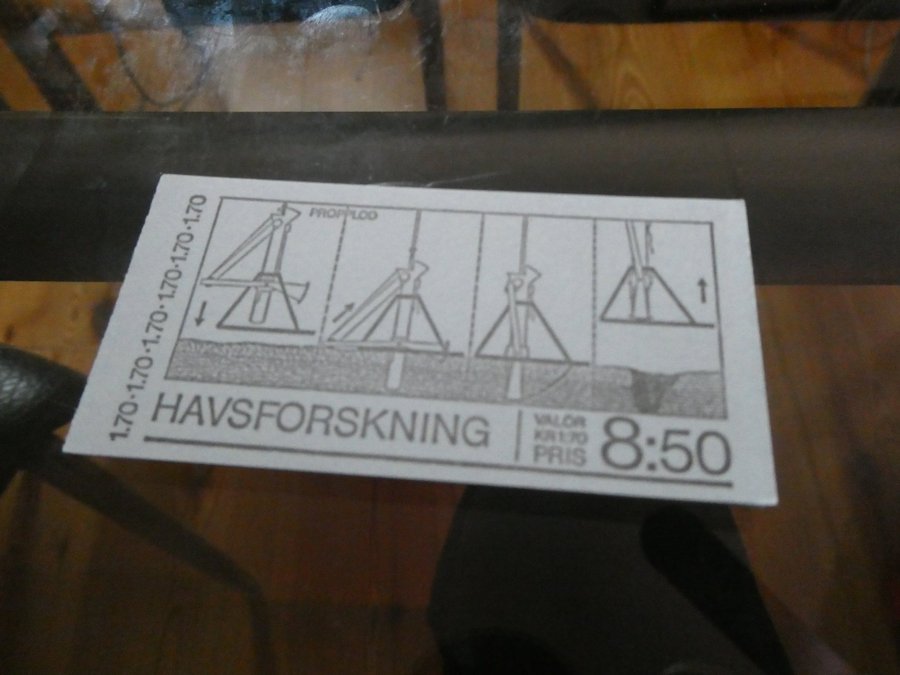 1.70·1.70·1.70·1.70·1.70
PROPPLOD
HAVSFORSKNING
VALÖR
KR 1:70
PRIS
8:50